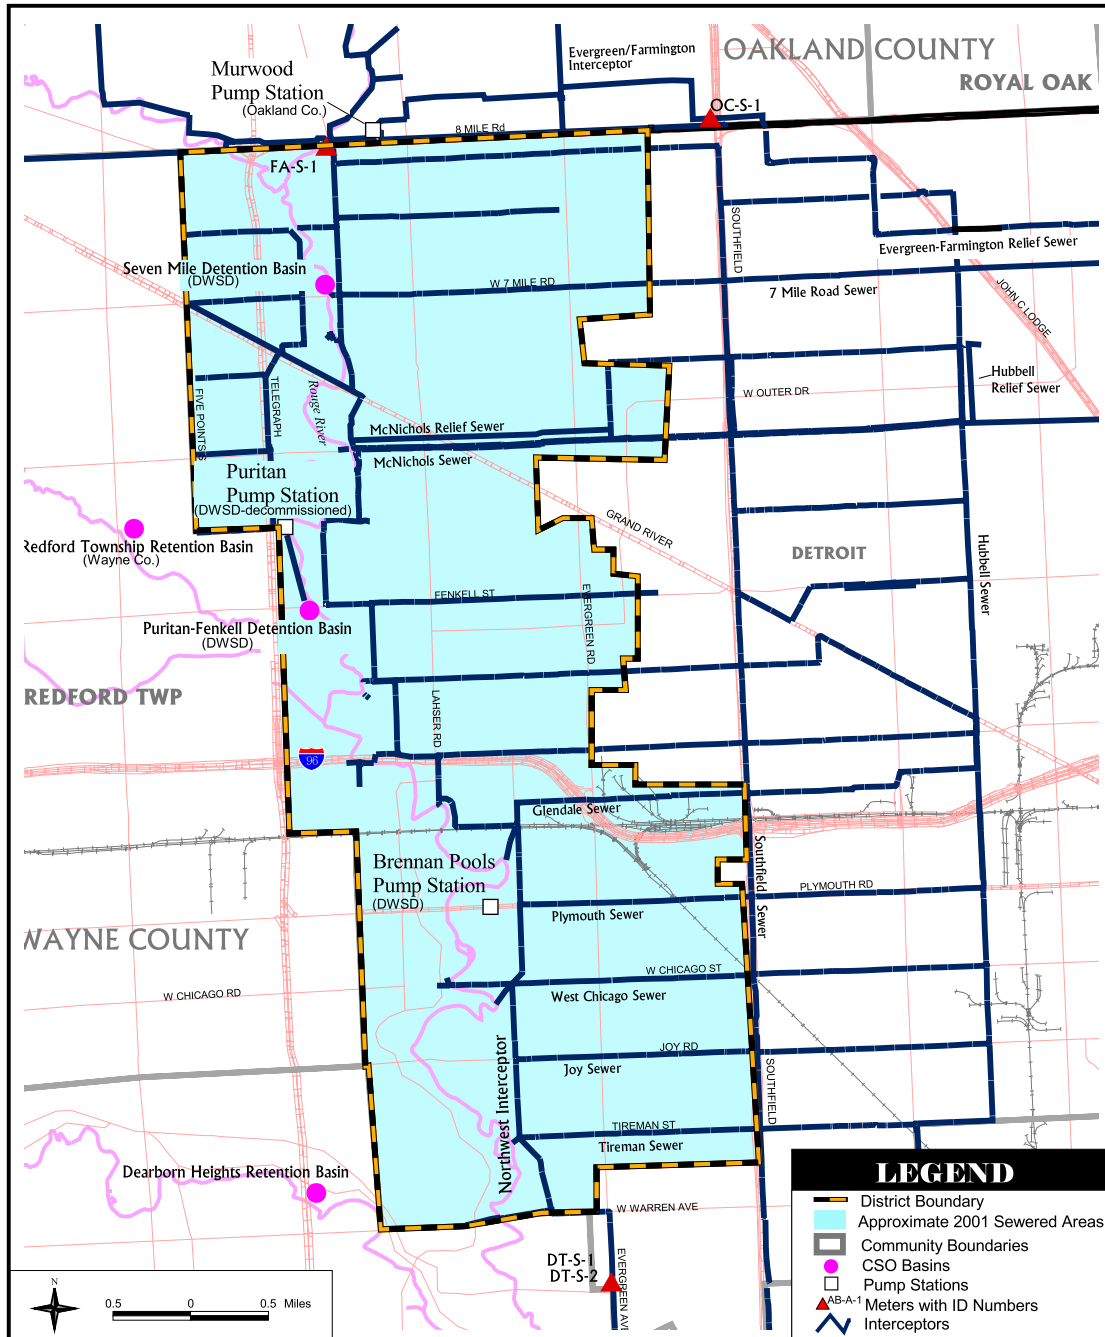 OAKLAND COUNTY
ROYAL OAK
Evergreen/Farmington
Interceptor
Murwood
Pump Station
(Oakland Co.)
OC-S-1
8 MILE Rd
FA-S-1
SOUTHFIELD
Evergreen-Farmington Relief Sewer
Seven Mile Detention Basin
(DWSD)
W 7 MILE RD
7 Mile Road Sewer
JOHN C LODGE
Hubbell
Relief Sewer
W OUTER DR
FIVE POINTS
TELEGRAPH
Rouge River
McNichols Relief Sewer
McNichols Sewer
Puritan
Pump Station
(DWSD-decommissioned)
GRAND RIVER
DETROIT
Redford Township Retention Basin
(Wayne Co.)
Hubbell Sewer
FENKELL ST
EVERGREEN RD
Puritan-Fenkell Detention Basin
(DWSD)
REDFORD TWP
LAHSER RD
96
Glendale Sewer
Brennan Pools
Pump Station
(DWSD)
Southfield Sewer
PLYMOUTH RD
Plymouth Sewer
WAYNE COUNTY
W CHICAGO RD
W CHICAGO ST
West Chicago Sewer
Northwest Interceptor
JOY RD
Joy Sewer
SOUTHFIELD
TIREMAN ST
Tireman Sewer
Dearborn Heights Retention Basin
W WARREN AVE
DT-S-1
DT-S-2
EVERGREEN AVE
N
0.5 0 0.5 Miles
LEGEND
District Boundary
Approximate 2001 Sewered Areas
Community Boundaries
CSO Basins
Pump Stations
AB-A-1 Meters with ID Numbers
Interceptors